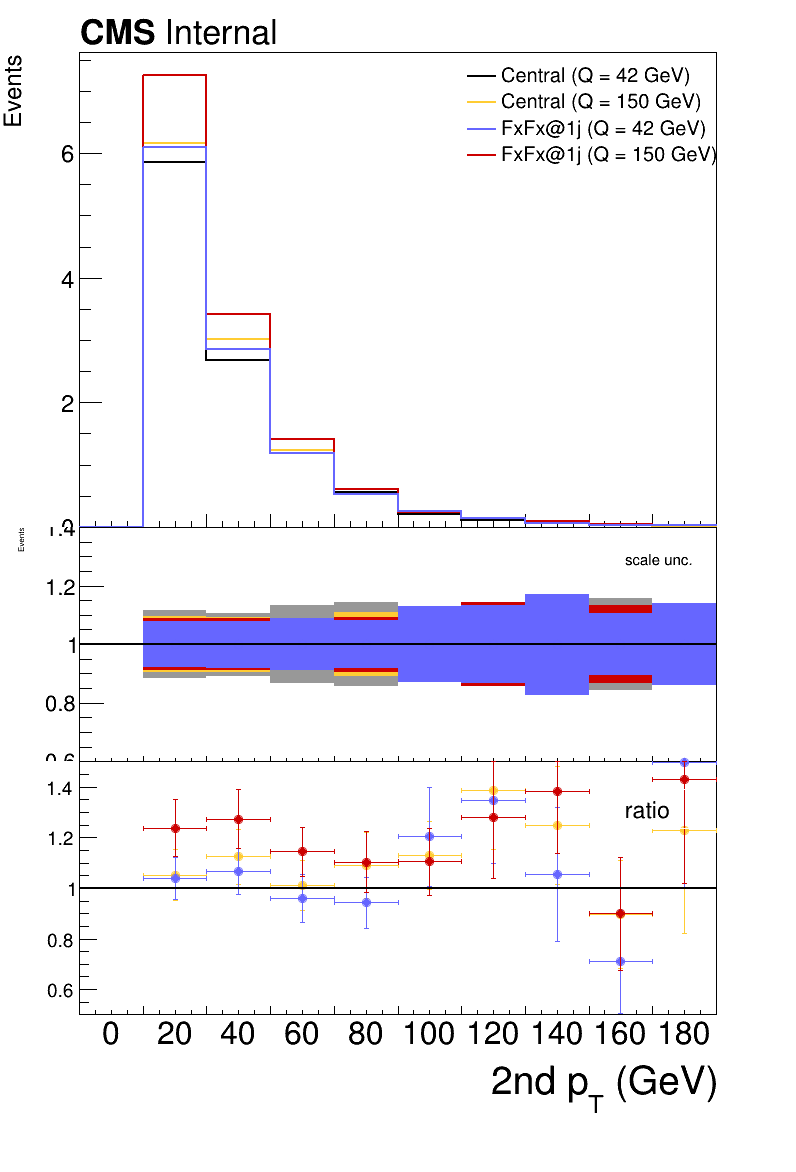 CMS Internal
Events
Central (Q = 42 GeV)
Central (Q = 150 GeV)
FxFx@1j (Q = 42 GeV)
FxFx@1j (Q = 150 GeV)
6
4
2
0
Events
1.4
scale unc.
1.2
1
0.8
0.6
1.4
ratio
1.2
1
0.8
0.6
0 20 40 60 80 100 120 140 160 180
2nd p_T (GeV)